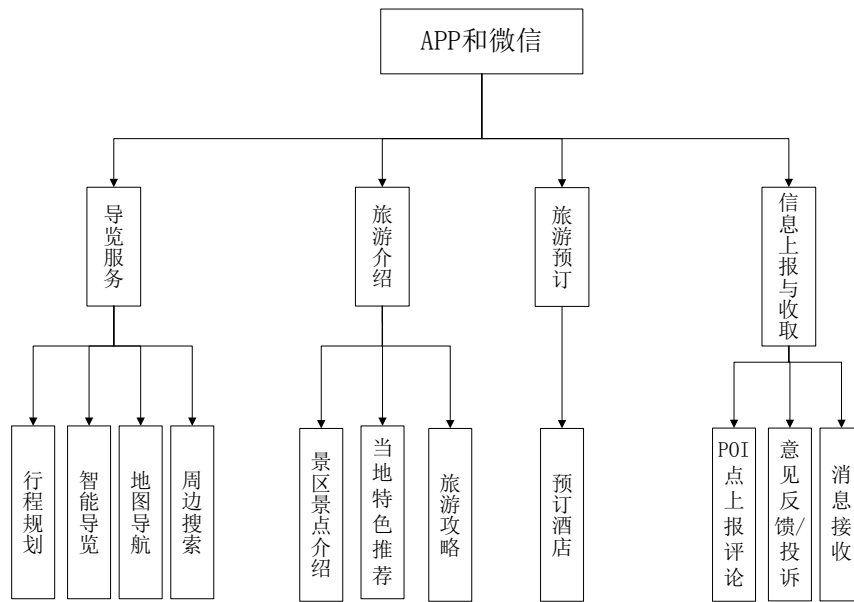 APP和微信
导览服务
旅游介绍
旅游预订
信息上报与收取
行程规划
智能导览
地图导航
周边搜索
景区景点介绍
当地特色推荐
旅游攻略
预订酒店
POI点上报评论
意见反馈/投诉
消息接收